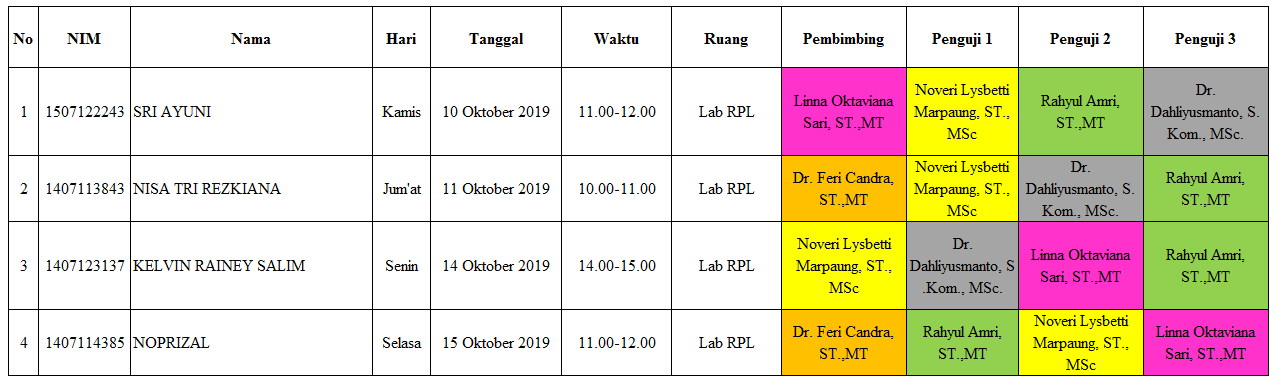 No NIM Nama Hari Tanggal Waktu Ruang Pembimbing Penguji 1 Penguji 2 Penguji 3
1 1507122243 SRI AYUNI Kamis 10 Oktober 2019 11.00-12.00 Lab RPL
Linna Oktaviana
Sari, ST.,MT
Noveri Lysbetti
Marpaung, ST.,
MSc
Rahyul Amri,
ST.,MT
Dr.
Dahliyusmanto, S.
Kom., MSc.
2 1407113843 NISA TRI REZKIANA Jum'at 11 Oktober 2019 10.00-11.00 Lab RPL
Dr. Feri Candra,
ST.,MT
Noveri Lysbetti
Marpaung, ST.,
MSc
Dr.
Dahliyusmanto, S.
Kom., MSc.
Rahyul Amri,
ST.,MT
3 1407123137 KELVIN RAINEY SALIM Senin 14 Oktober 2019 14.00-15.00 Lab RPL
Noveri Lysbetti
Marpaung, ST.,
MSc
Dr.
Dahliyusmanto, S
.Kom., MSc.
Linna Oktaviana
Sari, ST.,MT
Rahyul Amri,
ST.,MT
4 1407114385 NOPRIZAL Selasa 15 Oktober 2019 11.00-12.00 Lab RPL
Dr. Feri Candra,
ST.,MT
Rahyul Amri,
ST.,MT
Noveri Lysbetti
Marpaung, ST.,
MSc
Linna Oktaviana
Sari, ST.,MT